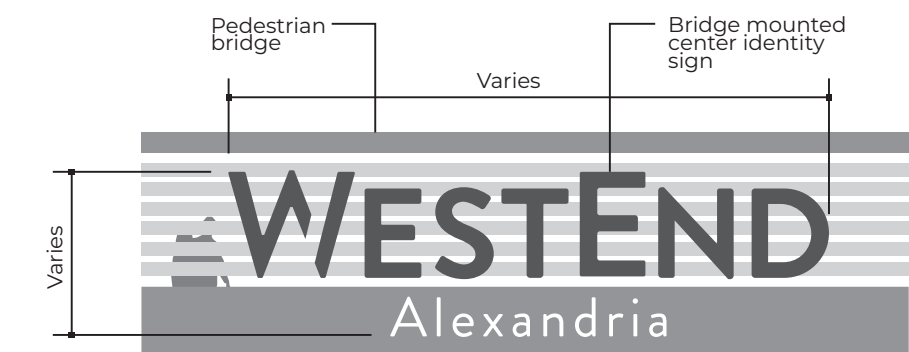 Pedestrian
bridge
Bridge mounted
center identity
sign
Varies
Varies
WESTEND
Alexandria